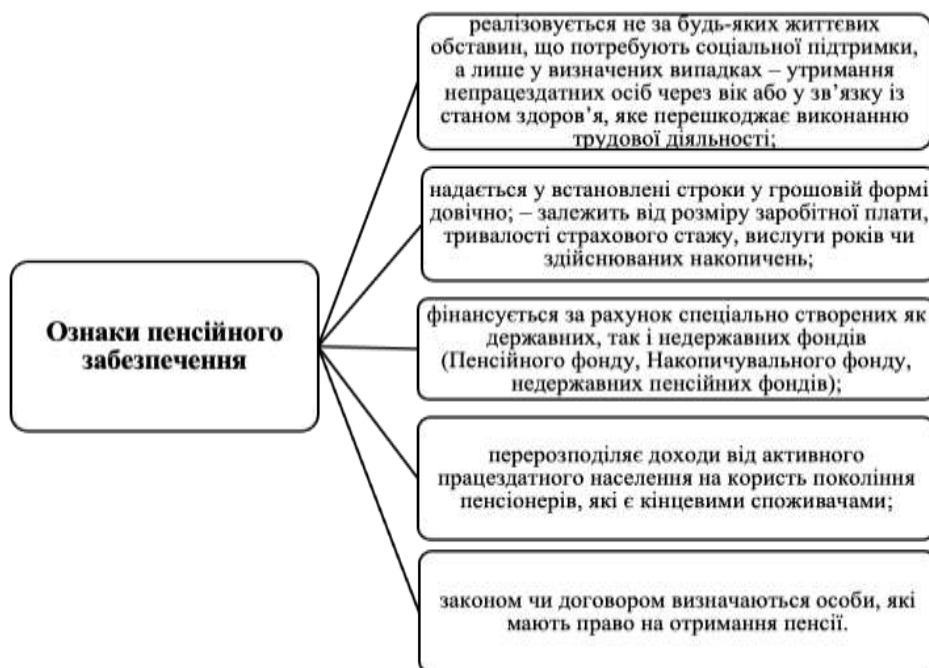 реалізовується не за будь-яких життєвих
обставин, що потребують соціальної підтримки,
а лише у визначених випадках – утримання
непрацездатних осіб через вік або у зв’язку із
станом здоров’я, яке перешкоджає виконанню
трудової діяльності;
надається у встановлені строки у грошовій формі
довічно; – залежить від розміру заробітної плати,
тривалості страхового стажу, вислуги років чи
здійснюваних накопичень;
Ознаки пенсійного
забезпечення
фінансується за рахунок спеціально створених як
державних, так і недержавних фондів
(Пенсійного фонду, Накопичувального фонду,
недержавних пенсійних фондів);
перерозподіляє доходи від активного
працездатного населення на користь покоління
пенсіонерів, які є кінцевими споживачами;
законом чи договором визначаються особи, які
мають право на отримання пенсії.